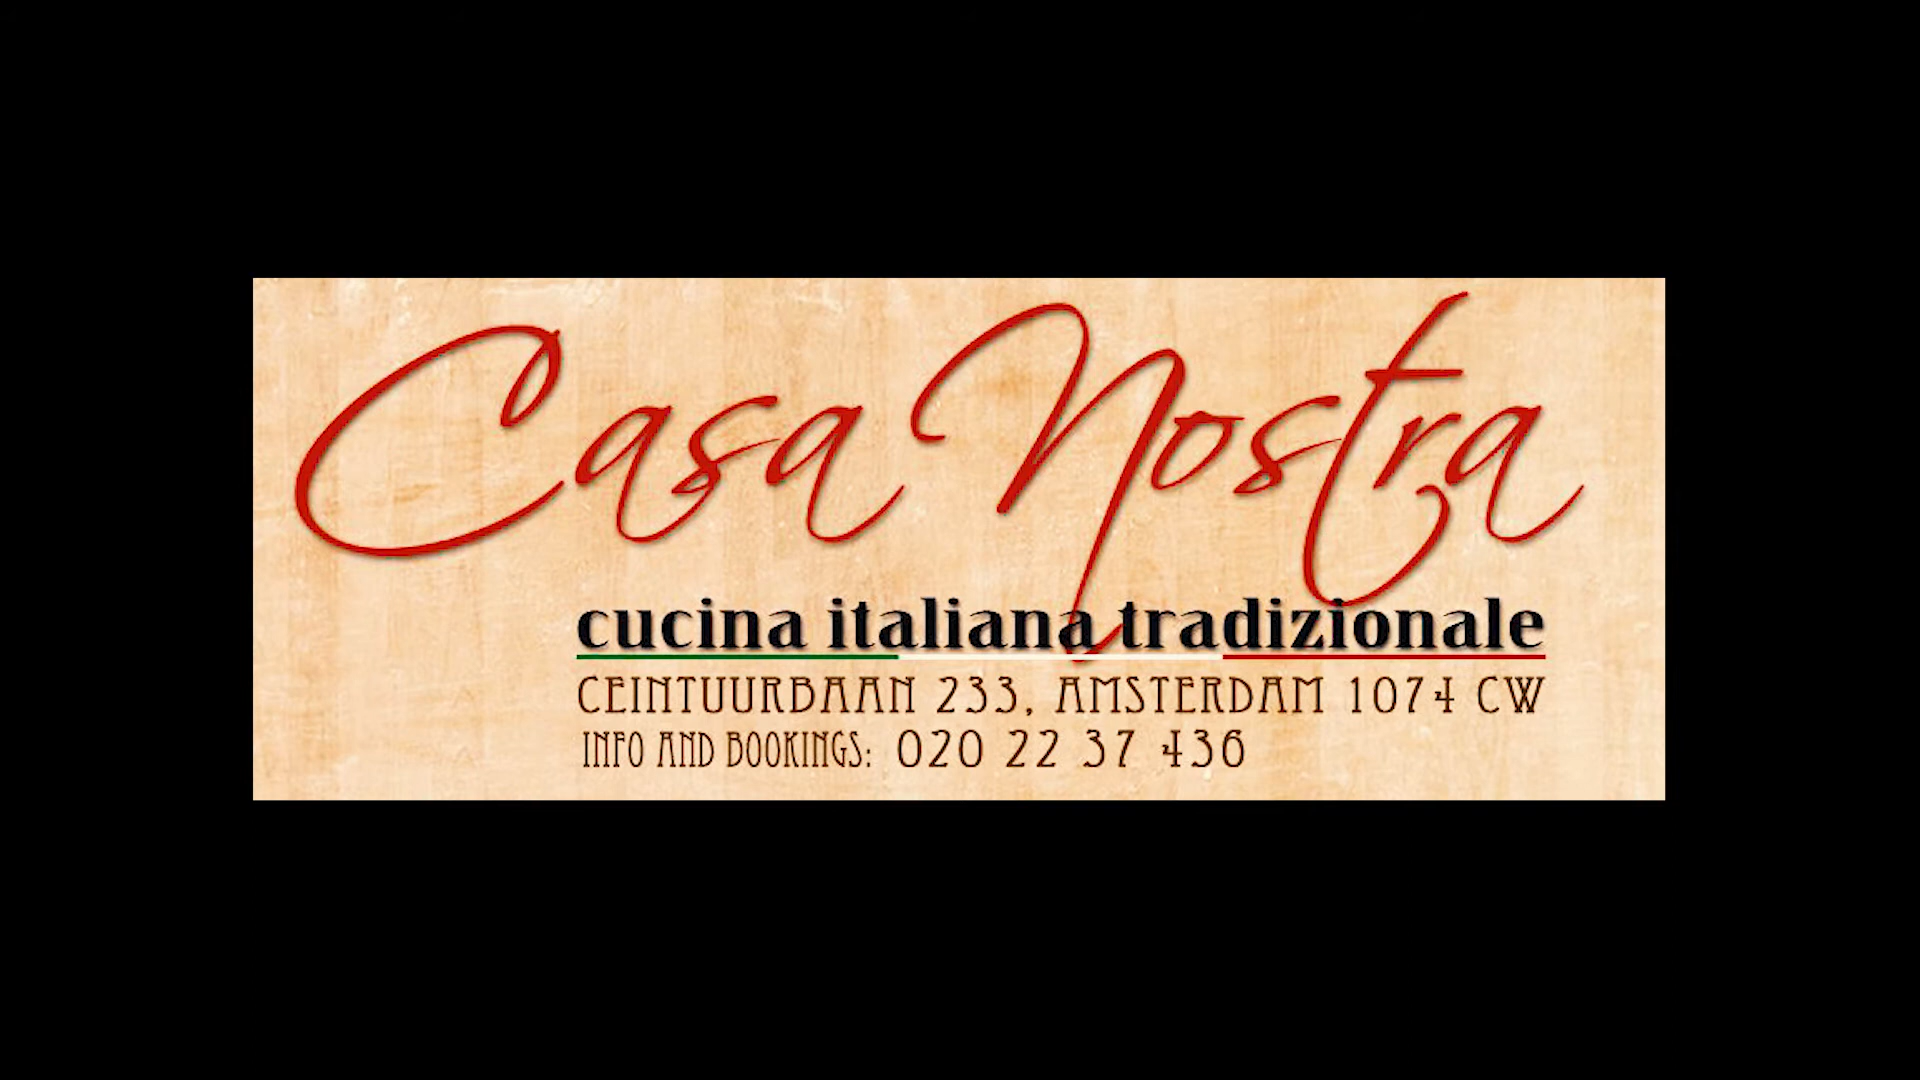 Casa Nostra
cucina italiana tradizionale
CEINTUURBAAN 233, AMSTERDAM 1074 CW
INFO AND BOOKINGS: 020 22 37 436